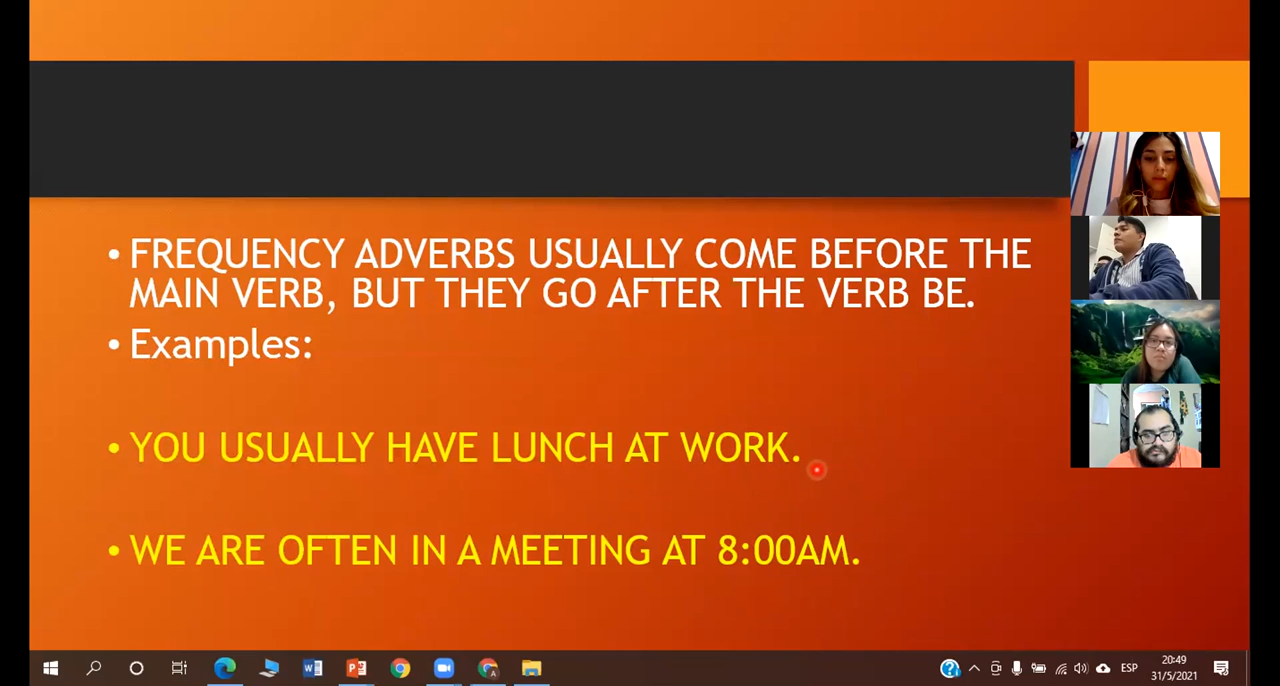 • FREQUENCY ADVERBS USUALLY COME BEFORE THE
MAIN VERB, BUT THEY GO AFTER THE VERB BE.
• Examples:
• YOU USUALLY HAVE LUNCH AT WORK.
• WE ARE OFTEN IN A MEETING AT 8:00AM.
ESP
20:49
31/5/2021